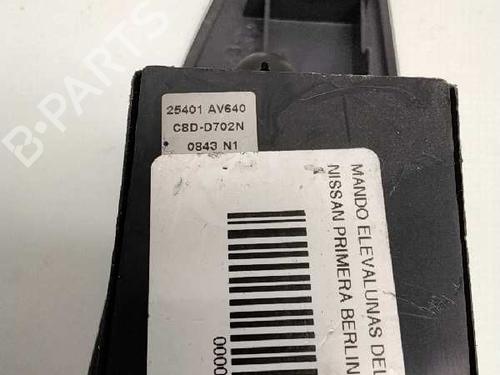 25401 AV640
CBD-D702N
0843 N1
MANDO ELEVALUNAS DEL
NISSAN PRIMERA BERLIN
0000
B-PARTS